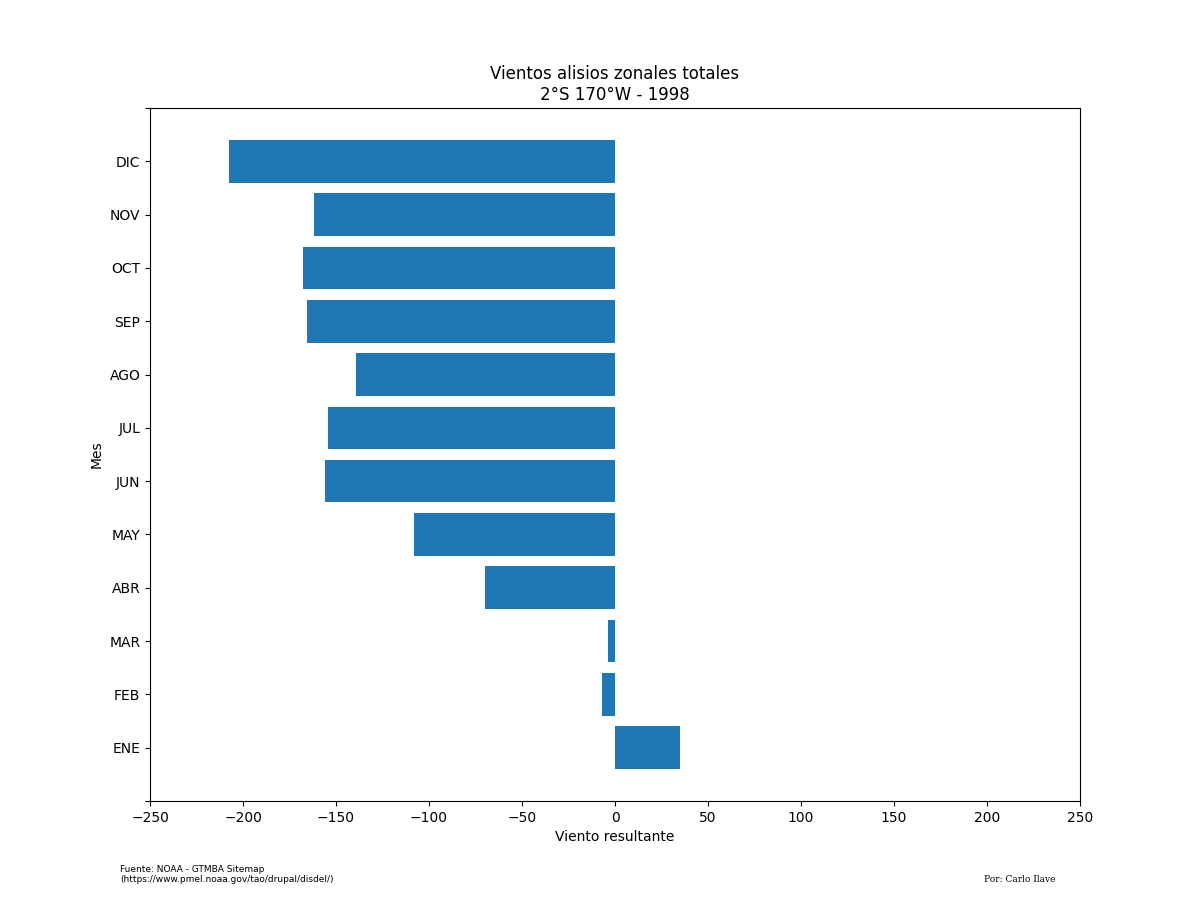 Vientos alisios zonales totales
2°S 170°W - 1998
DIC
NOV
OCT
SEP
AGO
JUL
JUN
MAY
ABR
MAR
FEB
ENE
Mes
−250 −200 −150 −100 −50 0 50 100 150 200 250
Viento resultante
Fuente: NOAA - GTMBA Sitemap
(https://www.pmel.noaa.gov/tao/drupal/disdel/)
Por: Carlo Ilave